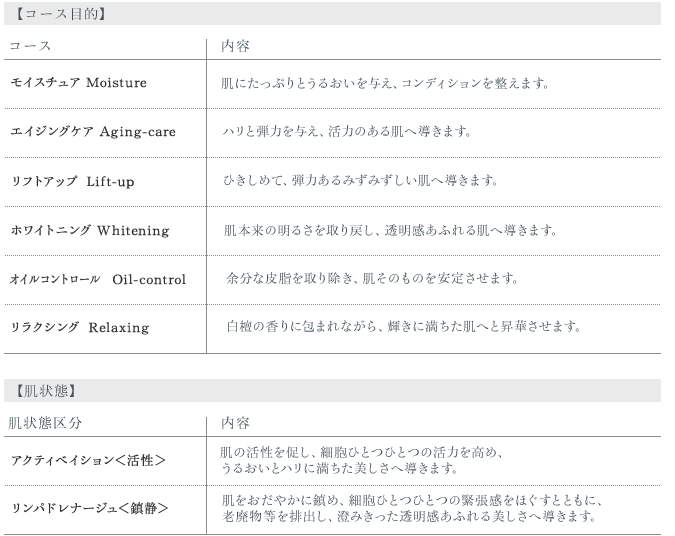 【コース目的】
コース 内容
モイスチュア Moisture 肌にたっぷりとうるおいを与え、コンディションを整えます。
エイジングケア Aging-care ハリと弾力を与え、活力のある肌へ導きます。
リフトアップ Lift-up ひきしめて、弾力あるみずみずしい肌へ導きます。
ホワイトニング Whitening 肌本来の明るさを取り戻し、透明感あふれる肌へ導きます。
オイルコントロール Oil-control 余分な皮脂を取り除き、肌そのものを安定させます。
リラクシング Relaxing 白檀の香りに包まれながら、輝きに満ちた肌へと昇華させます。
【肌状態】
肌状態区分 内容
アクティベイション<活性> 肌の活性を促し、細胞ひとつひとつの活力を高め、
うるおいとハリに満ちた美しさへ導きます。
リンパドレナージュ<鎮静> 肌をおだやかに鎮め、細胞ひとつひとつの緊張感をほぐすとともに、
老廃物等を排出し、澄みきった透明感あふれる美しさへ導きます。